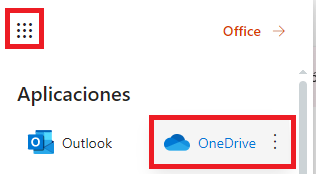 Office →
Aplicaciones
Outlook
OneDrive